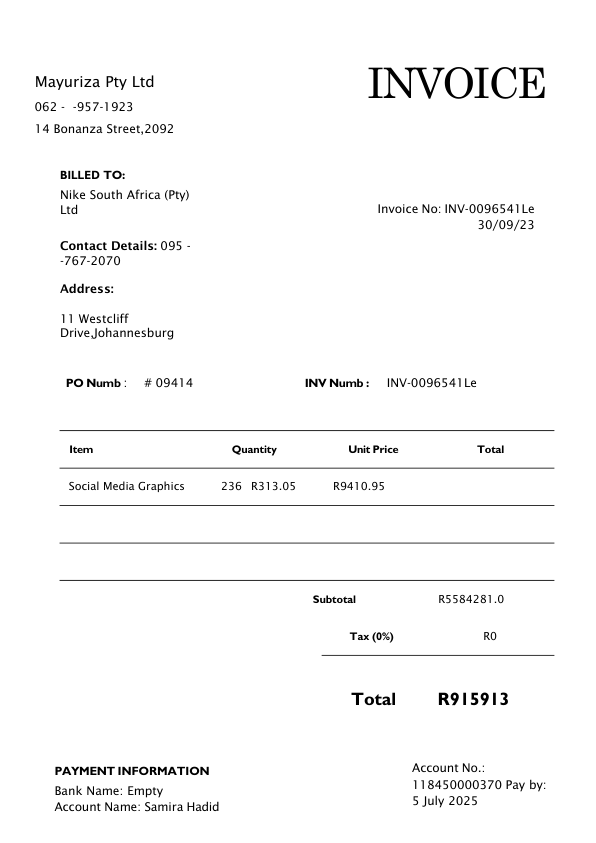 Mayuriza Pty Ltd
INVOICE
062 -  -957-1923
14 Bonanza Street,2092
BILLED TO:
Nike South Africa (Pty)
Ltd
Invoice No: INV-0096541Le
30/09/23
Contact Details: 095 -
-767-2070
Address:
11 Westcliff
Drive,Johannesburg
PO Numb :    # 09414    INV Numb :    INV-0096541Le
Item    Quantity    Unit Price    Total
Social Media Graphics    236  R313.05    R9410.95
Subtotal    R5584281.0
Tax (0%)    R0
Total    R915913
PAYMENT INFORMATION
Bank Name: Empty
Account Name: Samira Hadid
Account No.:
118450000370 Pay by:
5 July 2025